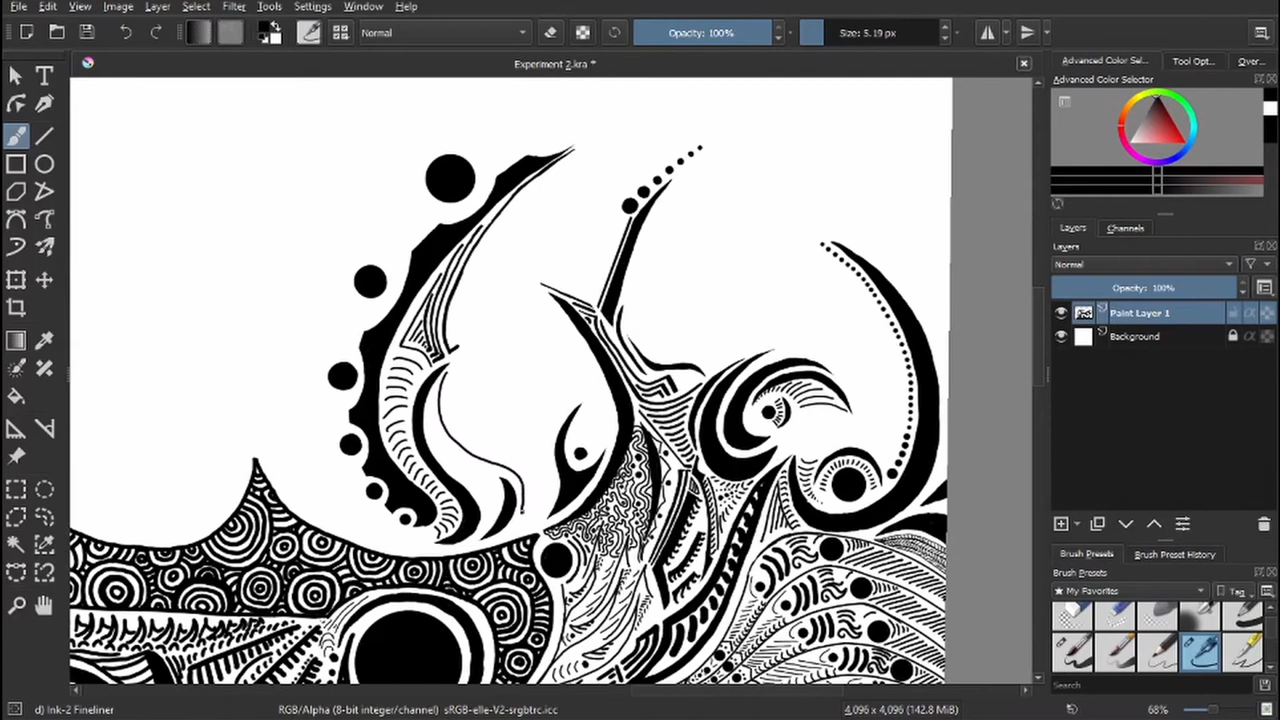 File Edit View Image Layer Select Filter Tools Settings Window Help
Normal Opacity: 100% Size: 5.19 px
Experiment 2.kra *
Advanced Color Sel... Tool Opt... Over...
Advanced Color Selector
Layers Channels
Layers
Normal
Opacity: 100%
Paint Layer 1
Background
Brush Presets Brush Preset History
Brush Presets
★ My Favorites Tag
Search
d) Ink-2 Fineliner RGB/Alpha (8-bit integer/channel) sRGB-elle-V2-srgbtrc.icc 4,096 x 4,096 (142.8 MiB) 68%